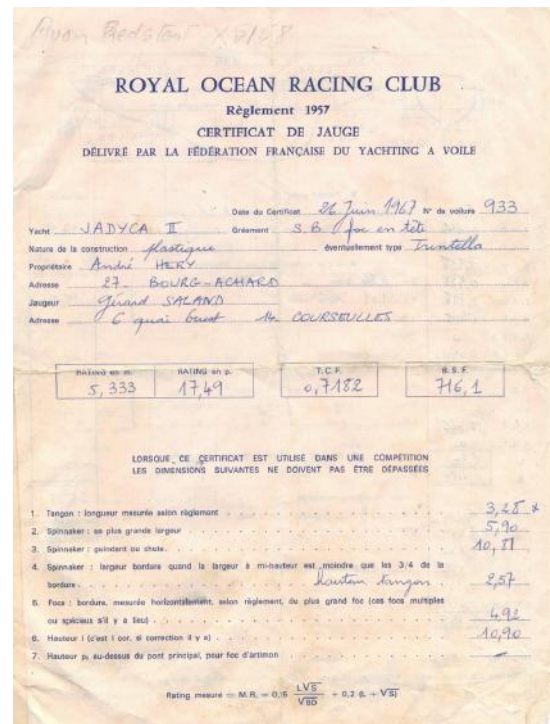 ROYAL OCEAN RACING CLUB
Règlement 1957
CERTIFICAT DE JAUGE
DÉLIVRÉ PAR LA FÉDÉRATION FRANÇAISE DU YACHTING A VOILE
Date du Certificat 26 Juin 1967 N° de voilure 933
Yacht JADYCA II Gréement S.B. foc en tête
Nature de la construction plastique éventuellement type Trintella
Propriétaire André HERY
Adresse 27 - BOURG-ACHARD
Jaugeur Gérard SALAND
Adresse 6 quai Ouest 14 COURSEULLES
RATING en m. RATING en p. T.C.F. B.S.F.
5,333 17,49 0,7182 716,1
LORSQUE CE CERTIFICAT EST UTILISÉ DANS UNE COMPÉTITION
LES DIMENSIONS SUIVANTES NE DOIVENT PAS ÊTRE DÉPASSÉES
1. Tangon : longueur mesurée selon règlement 3,28 *
2. Spinnaker : sa plus grande largeur 5,90
3. Spinnaker : guindant ou chute 10,81
4. Spinnaker : largeur bordure quand la largeur à mi-hauteur est moindre que les 3/4 de la
bordure tangon 2,57
5. Focs : bordure, mesurée horizontalement, selon règlement, du plus grand foc (cas focs multiples
ou spéciaux s'il y a lieu) 4,92
6. Hauteur I (c'est I cor. si correction il y a) 10,90
7. Hauteur p, au-dessus du pont principal, pour foc d'artimon -
Rating mesuré = M.R. = 0,15 L√S / √BD + 0,2 (L + √S)